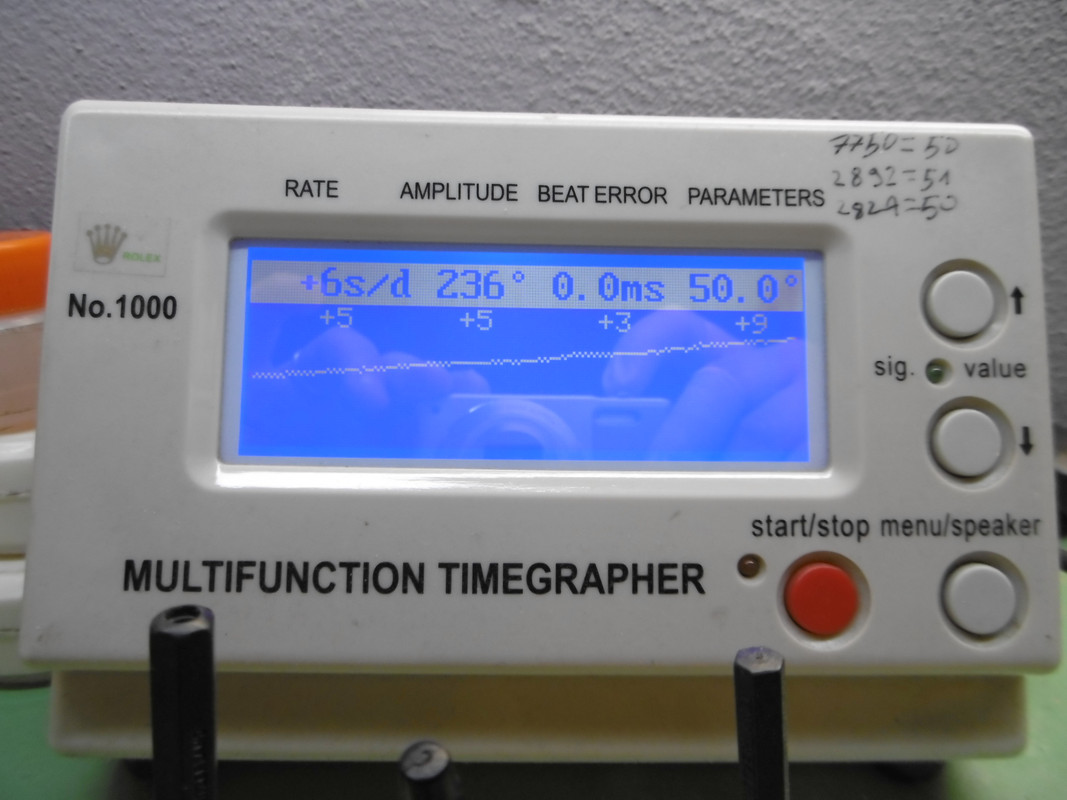 7750=50
2892=51
2824=50
RATE AMPLITUDE BEAT ERROR PARAMETERS
ROLEX
No.1000
+6s/d 236° 0.0ms 50.0°
+5 +5 +3 +9
sig. value
start/stop menu/speaker
MULTIFUNCTION TIMEGRAPHER